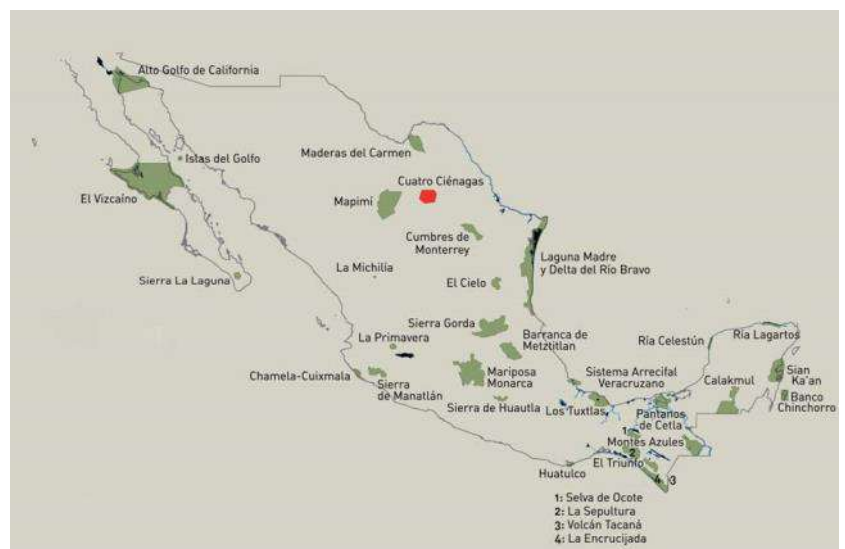 Alto Golfo de California
Maderas del Carmen
Islas del Golfo
Cuatro Ciénagas
El Vizcaíno
Mapimí
Cumbres de
Monterrey
Laguna Madre
y Delta del Río Bravo
La Michilía
Sierra La Laguna
El Cielo
Sierra Gorda
Barranca de
Metztitlan
La Primavera
Ría Celestún
Ría Lagartos
Chamela-Cuixmala
Sierra
de Manatlán
Mariposa
Monarca
Sistema Arrecifal
Veracruzano
Calakmul
Sian
Ka'an
Banco
Chinchorro
Sierra de Huautla
Los Tuxtlas
Pantanos
de Cetla
1
Montes Azules
2
El Triunfo
Huatulco
4
3
1: Selva de Ocote
2: La Sepultura
3: Volcán Tacaná
4: La Encrucijada